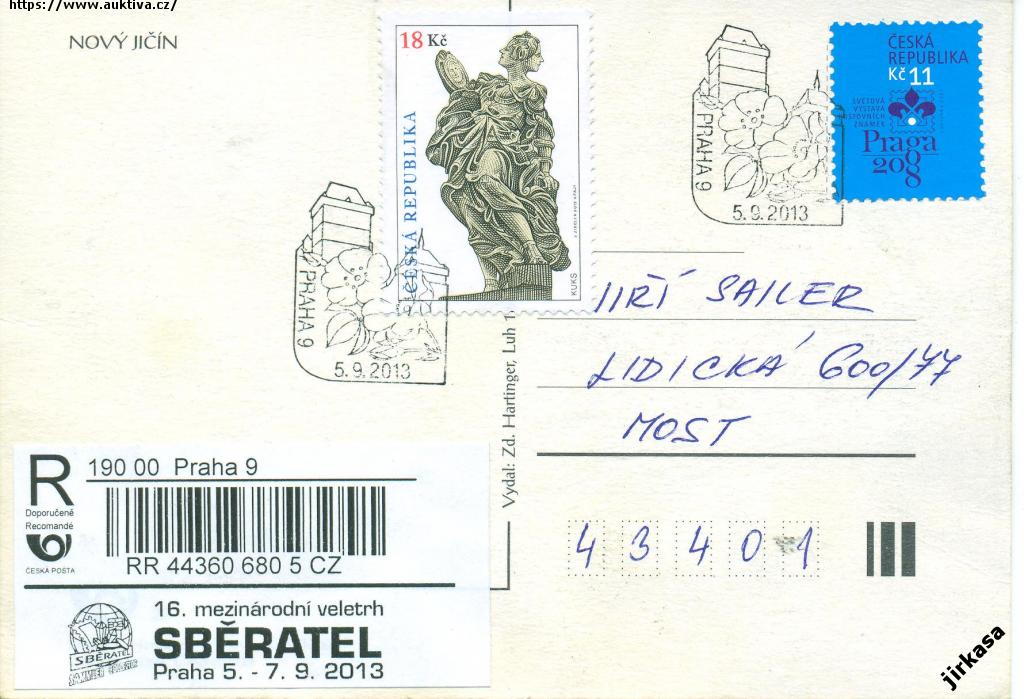 https://www.auktiva.cz/
NOVÝ JIČÍN
18 Kč
ČESKÁ REPUBLIKA
KUKS
PRAHA 9
5.9.2013
PRAHA 9
5.9.2013
ČESKÁ
REPUBLIKA
Kč 11
SVĚTOVÁ
VÝSTAVA
POŠTOVNÍCH
ZNÁMEK
Praga
2008
JIŘÍ SAILER
LIDICKÁ 600/77
MOST
43401
Vydal: Zd. Hartinger, Luh
R
Doporučeně
Recomandé
ČESKÁ POŠTA
190 00 Praha 9
RR 44360 680 5 CZ
SBĚRATEL
16. mezinárodní veletrh
SBĚRATEL
Praha 5. - 7. 9. 2013
jirkasa